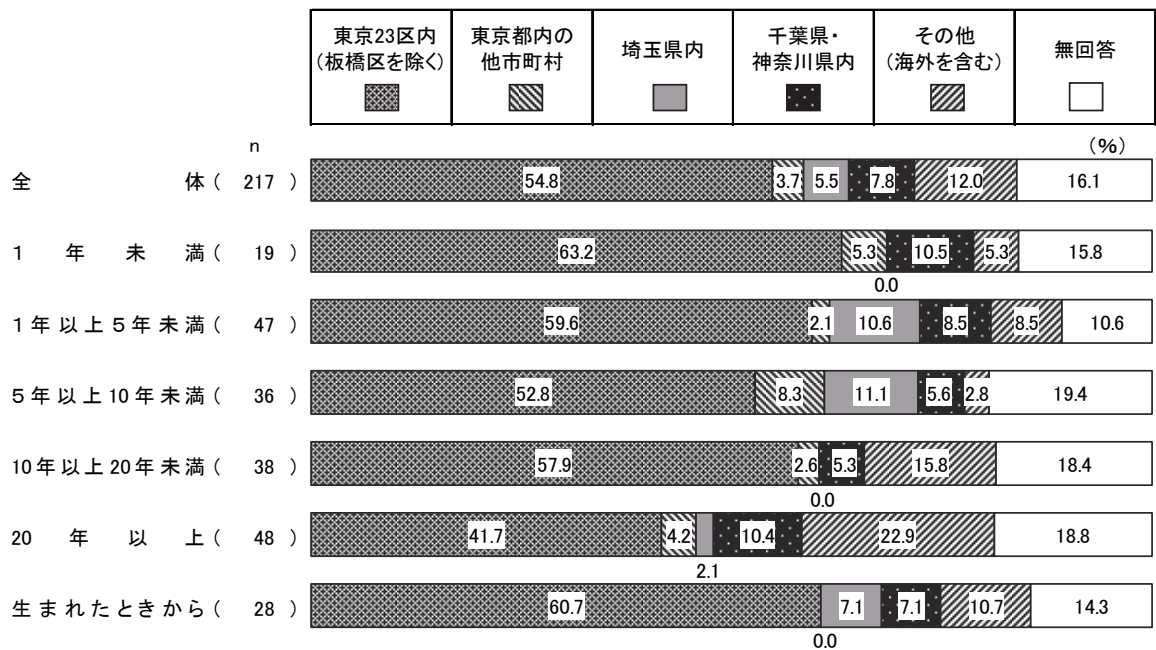 東京23区内
(板橋区を除く)
東京都内の
他市町村
埼玉県内
千葉県・
神奈川県内
その他
(海外を含む)
無回答
n
(%)
全体( 217 )
54.8 3.7 5.5 7.8 12.0 16.1
1年未満( 19 )
63.2 5.3 10.5 5.3 15.8
0.0
1年以上5年未満( 47 )
59.6 2.1 10.6 8.5 8.5 10.6
5年以上10年未満( 36 )
52.8 8.3 11.1 5.6 2.8 19.4
10年以上20年未満( 38 )
57.9 2.6 5.3 15.8 18.4
0.0
20年以上( 48 )
41.7 4.2 10.4 22.9 18.8
2.1
生まれたときから( 28 )
60.7 7.1 7.1 10.7 14.3
0.0